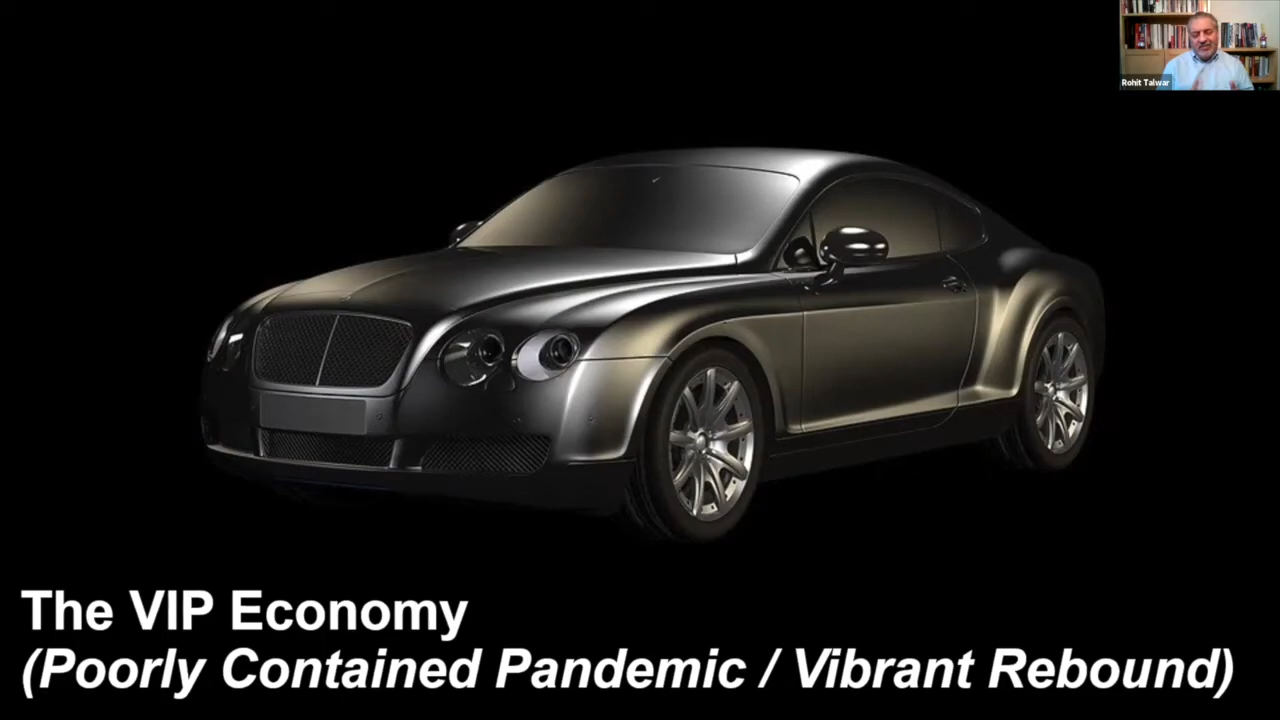 Rohit Talwar
The VIP Economy
(Poorly Contained Pandemic / Vibrant Rebound)